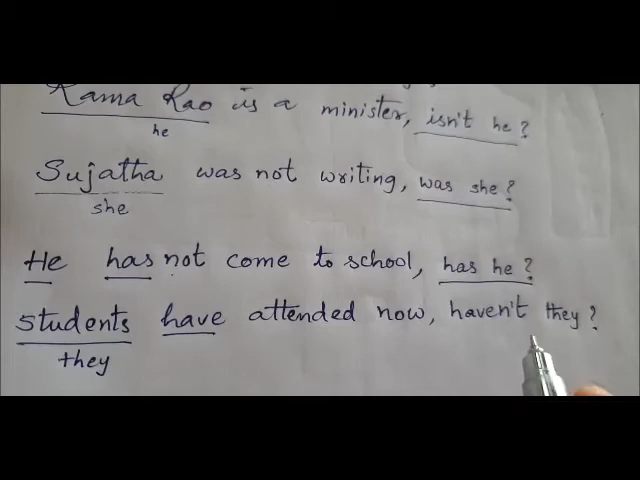 Rama Rao is a minister, isn't he?
he
Sujatha was not writing, was she?
she
He has not come to school, has he?
Students have attended now, haven't they?
they